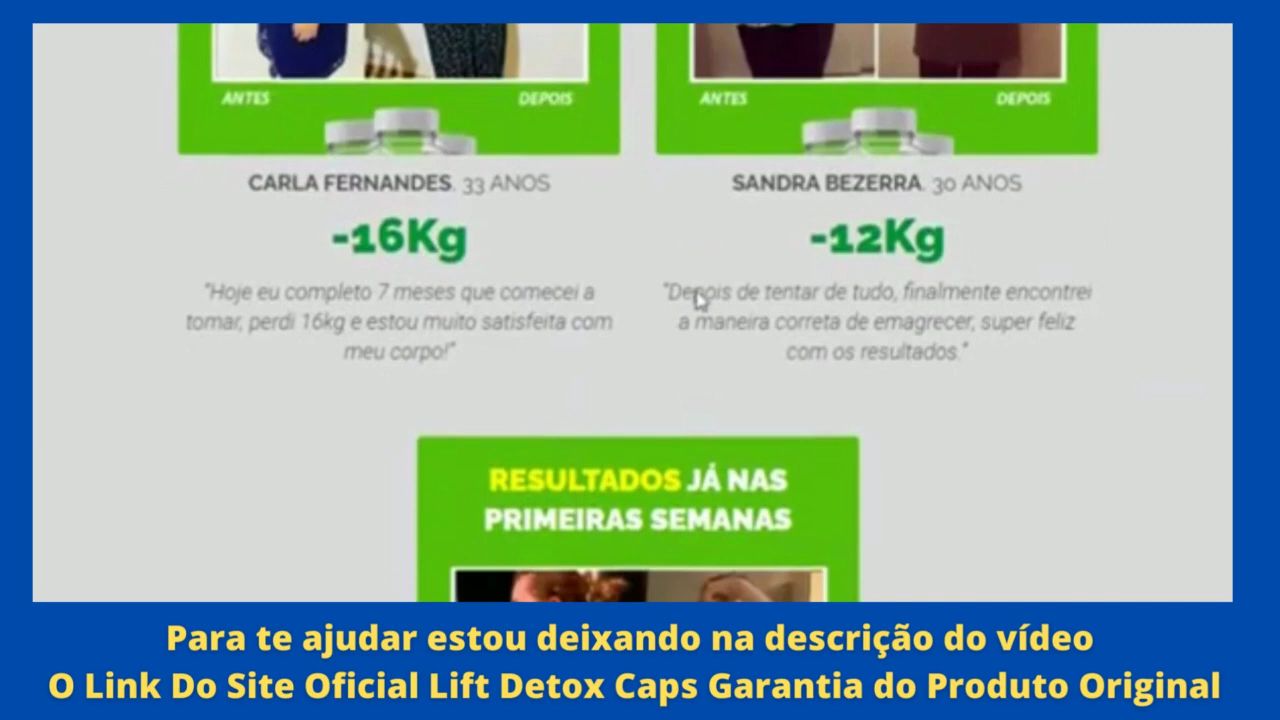 ANTES DEPOIS
ANTES DEPOIS
CARLA FERNANDES. 33 ANOS
-16Kg
"Hoje eu completo 7 meses que comecei a
tomar, perdi 16kg e estou muito satisfeita com
meu corpo!"
SANDRA BEZERRA. 30 ANOS
-12Kg
"Depois de tentar de tudo, finalmente encontrei
a maneira correta de emagrecer, super feliz
com os resultados."
RESULTADOS JÁ NAS
PRIMEIRAS SEMANAS
Para te ajudar estou deixando na descrição do vídeo
O Link Do Site Oficial Lift Detox Caps Garantia do Produto Original